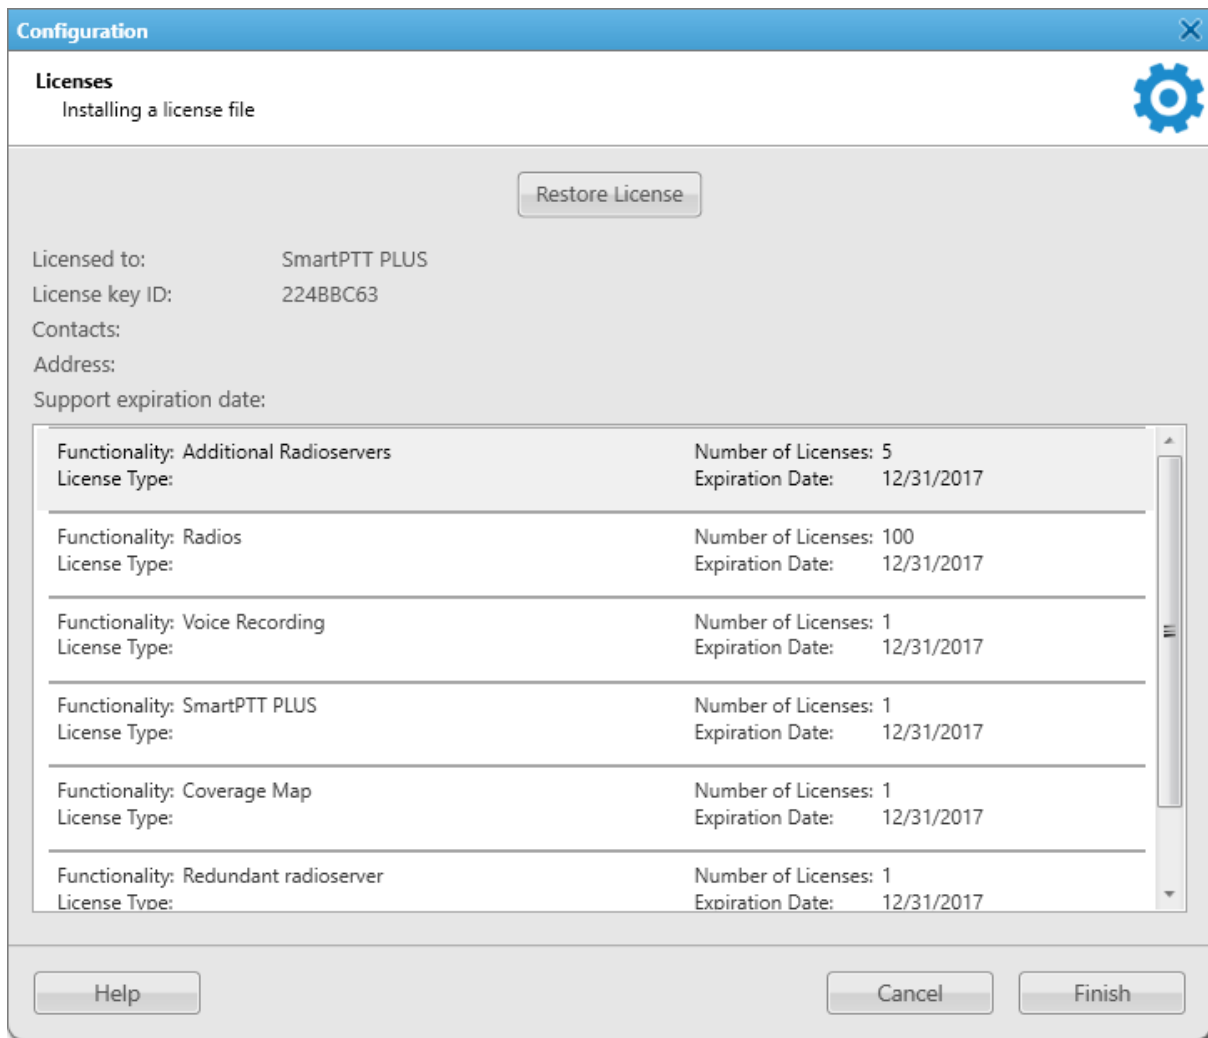 Configuration
Licenses
Installing a license file
Restore License
Licensed to: SmartPTT PLUS
License key ID: 224BBC63
Contacts:
Address:
Support expiration date:
Functionality: Additional Radioservers Number of Licenses: 5
License Type: Expiration Date: 12/31/2017
Functionality: Radios Number of Licenses: 100
License Type: Expiration Date: 12/31/2017
Functionality: Voice Recording Number of Licenses: 1
License Type: Expiration Date: 12/31/2017
Functionality: SmartPTT PLUS Number of Licenses: 1
License Type: Expiration Date: 12/31/2017
Functionality: Coverage Map Number of Licenses: 1
License Type: Expiration Date: 12/31/2017
Functionality: Redundant radioserver Number of Licenses: 1
License Type: Expiration Date: 12/31/2017
Help Cancel Finish